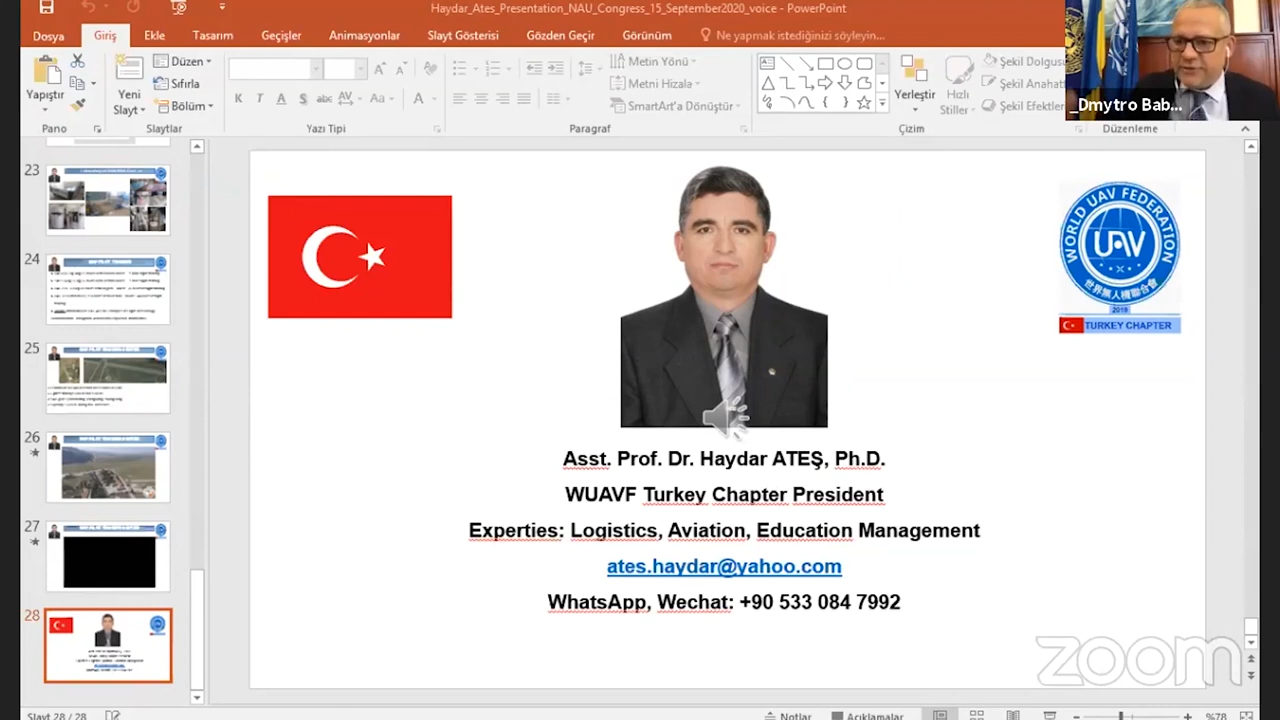 Haydar_Ates_Presentation_NAU_Congress_15_September2020_voice - PowerPoint
Dosya Giriş Ekle Tasarım Geçişler Animasyonlar Slayt Gösterisi Gözden Geçir Görünüm Ne yapmak istediğinizi söyleyin...
Yapıştır
Yeni
Slayt
Düzen
Sıfırla
Bölüm
Metin Yönü
Metni Hizala
SmartArt'a Dönüştür
Yerleştir
Hızlı
Stiller
Şekil Dolgusu
Şekil Anahat
Şekil Efektler
Pano Slaytlar Yazı Tipi Paragraf Çizim Düzenleme
_Dmytro Bab...
23
24
25
26
27
28
WORLD UAV FEDERATION
UAV
世界無人機聯合會
2019
TURKEY CHAPTER
Asst. Prof. Dr. Haydar ATEŞ, Ph.D.
WUAVF Turkey Chapter President
Experties: Logistics, Aviation, Education Management
ates.haydar@yahoo.com
WhatsApp, Wechat: +90 533 084 7992
zoom
Slayt 28 / 28
Notlar
Açıklamalar
%78